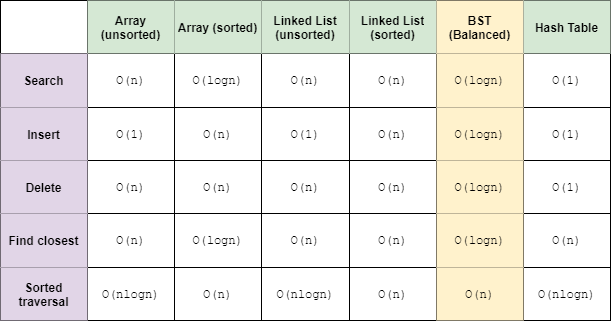 Array (unsorted)
Array (sorted)
Linked List (unsorted)
Linked List (sorted)
BST (Balanced)
Hash Table
Search O(n) O(logn) O(n) O(n) O(logn) O(1)
Insert O(1) O(n) O(1) O(n) O(logn) O(1)
Delete O(n) O(n) O(n) O(n) O(logn) O(1)
Find closest O(n) O(logn) O(n) O(n) O(logn) O(n)
Sorted traversal O(nlogn) O(n) O(nlogn) O(n) O(n) O(nlogn)